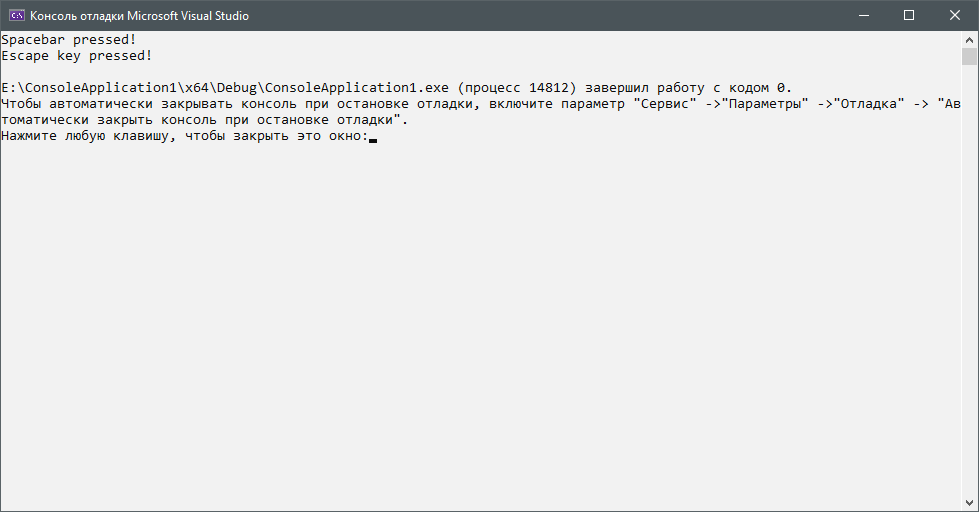 Консоль отладки Microsoft Visual Studio
Spacebar pressed!
Escape key pressed!
E:\ConsoleApplication1\x64\Debug\ConsoleApplication1.exe (процесс 14812) завершил работу с кодом 0.
Чтобы автоматически закрывать консоль при остановке отладки, включите параметр "Сервис" ->"Параметры" ->"Отладка" -> "Ав
томатически закрыть консоль при остановке отладки".
Нажмите любую клавишу, чтобы закрыть это окно: